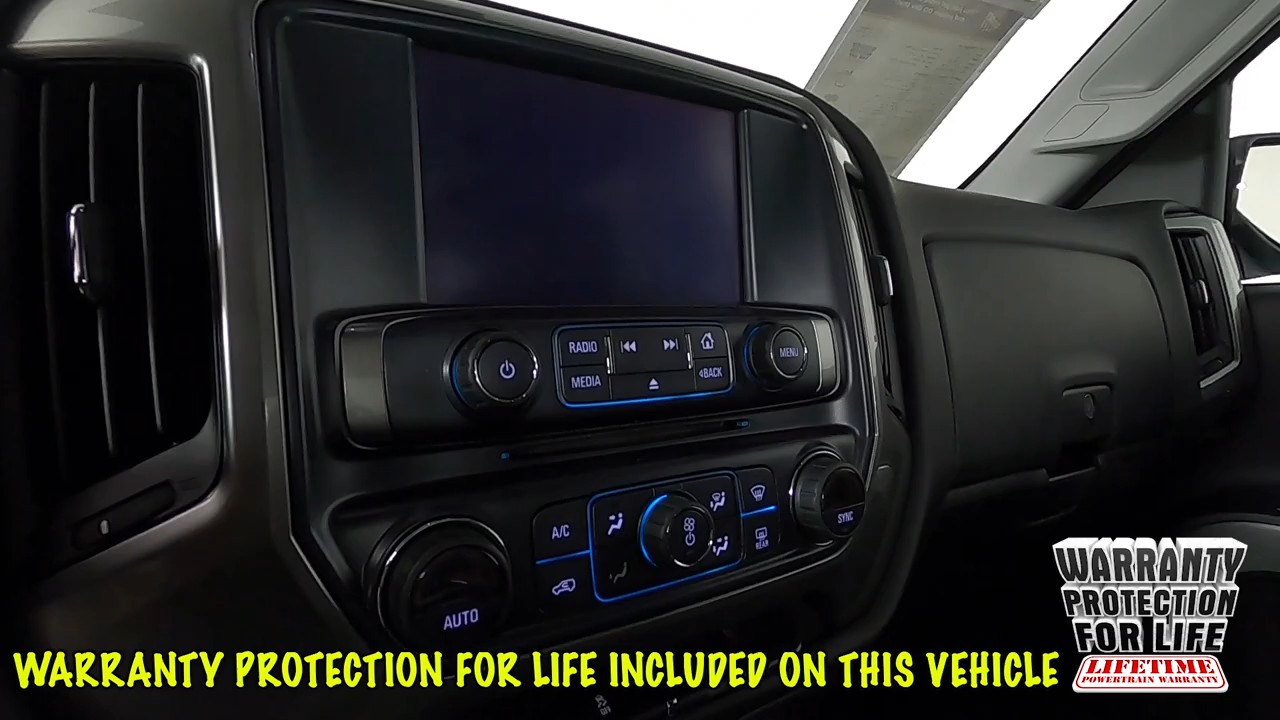 RADIO
MEDIA
BACK
MENU
A/C
REAR
SYNC
AUTO
WARRANTY PROTECTION FOR LIFE INCLUDED ON THIS VEHICLE
WARRANTY
PROTECTION
FOR LIFE
LIFETIME
POWERTRAIN WARRANTY